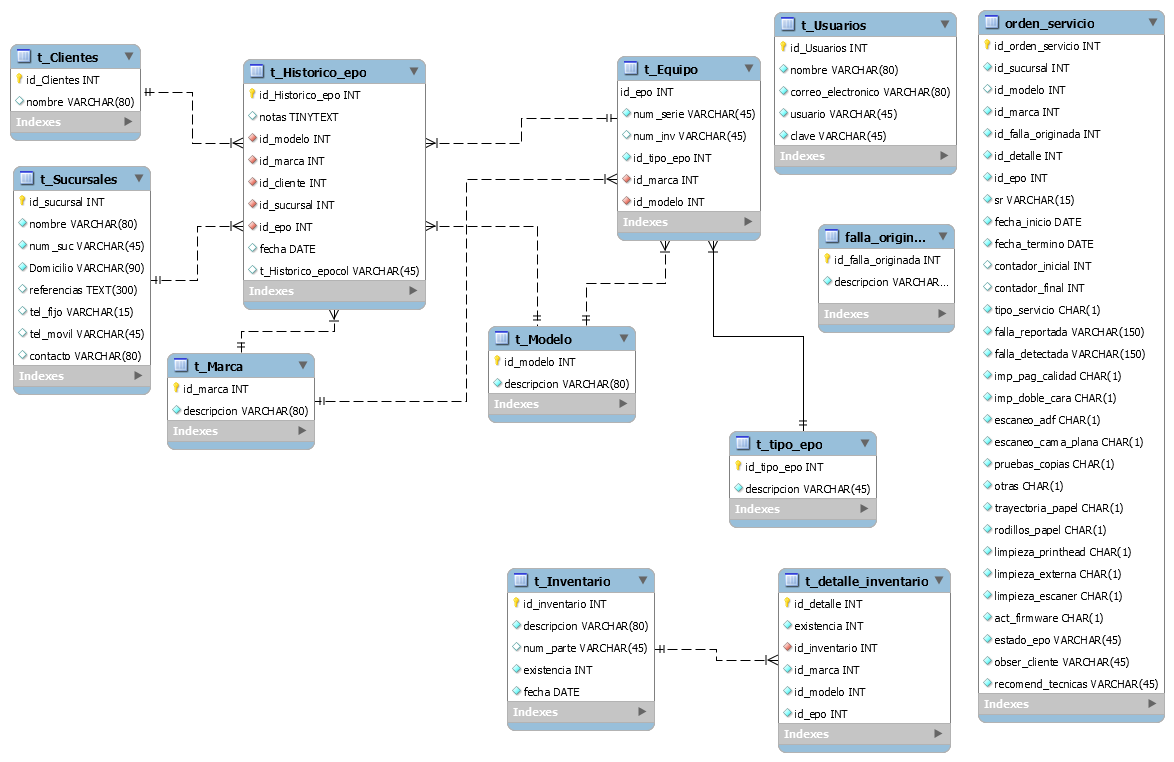 t_Clientes
id_Clientes INT
nombre VARCHAR(80)
Indexes
t_Sucursales
id_sucursal INT
nombre VARCHAR(80)
num_suc VARCHAR(45)
Domicilio VARCHAR(90)
referencias TEXT(300)
tel_fijo VARCHAR(15)
tel_movil VARCHAR(45)
contacto VARCHAR(80)
Indexes
t_Historico_epo
id_Historico_epo INT
notas TINYTEXT
id_modelo INT
id_marca INT
id_cliente INT
id_sucursal INT
id_epo INT
fecha DATE
t_Historico_epocol VARCHAR(45)
Indexes
t_Marca
id_marca INT
descripcion VARCHAR(80)
Indexes
t_Equipo
id_epo INT
num_serie VARCHAR(45)
num_inv VARCHAR(45)
id_tipo_epo INT
id_marca INT
id_modelo INT
Indexes
t_Modelo
id_modelo INT
descripcion VARCHAR(80)
Indexes
t_Usuarios
id_Usuarios INT
nombre VARCHAR(80)
correo_electronico VARCHAR(80)
usuario VARCHAR(45)
clave VARCHAR(45)
Indexes
falla_origin...
id_falla_originada INT
descripcion VARCHAR...
Indexes
t_tipo_epo
id_tipo_epo INT
descripcion VARCHAR(45)
Indexes
t_Inventario
id_inventario INT
descripcion VARCHAR(80)
num_parte VARCHAR(45)
existencia INT
fecha DATE
Indexes
t_detalle_inventario
id_detalle INT
existencia INT
id_inventario INT
id_marca INT
id_modelo INT
id_epo INT
Indexes
orden_servicio
id_orden_servicio INT
id_sucursal INT
id_modelo INT
id_marca INT
id_falla_originada INT
id_detalle INT
id_epo INT
sr VARCHAR(15)
fecha_inicio DATE
fecha_termino DATE
contador_inicial INT
contador_final INT
tipo_servicio CHAR(1)
falla_reportada VARCHAR(150)
falla_detectada VARCHAR(150)
imp_pag_calidad CHAR(1)
imp_doble_cara CHAR(1)
escaneo_adf CHAR(1)
escaneo_cama_plana CHAR(1)
pruebas_copias CHAR(1)
otras CHAR(1)
trayectoria_papel CHAR(1)
rodillos_papel CHAR(1)
limpieza_printhead CHAR(1)
limpieza_externa CHAR(1)
limpieza_escaner CHAR(1)
act_firmware CHAR(1)
estado_epo VARCHAR(45)
obser_cliente VARCHAR(45)
recomend_tecnicas VARCHAR(45)
Indexes